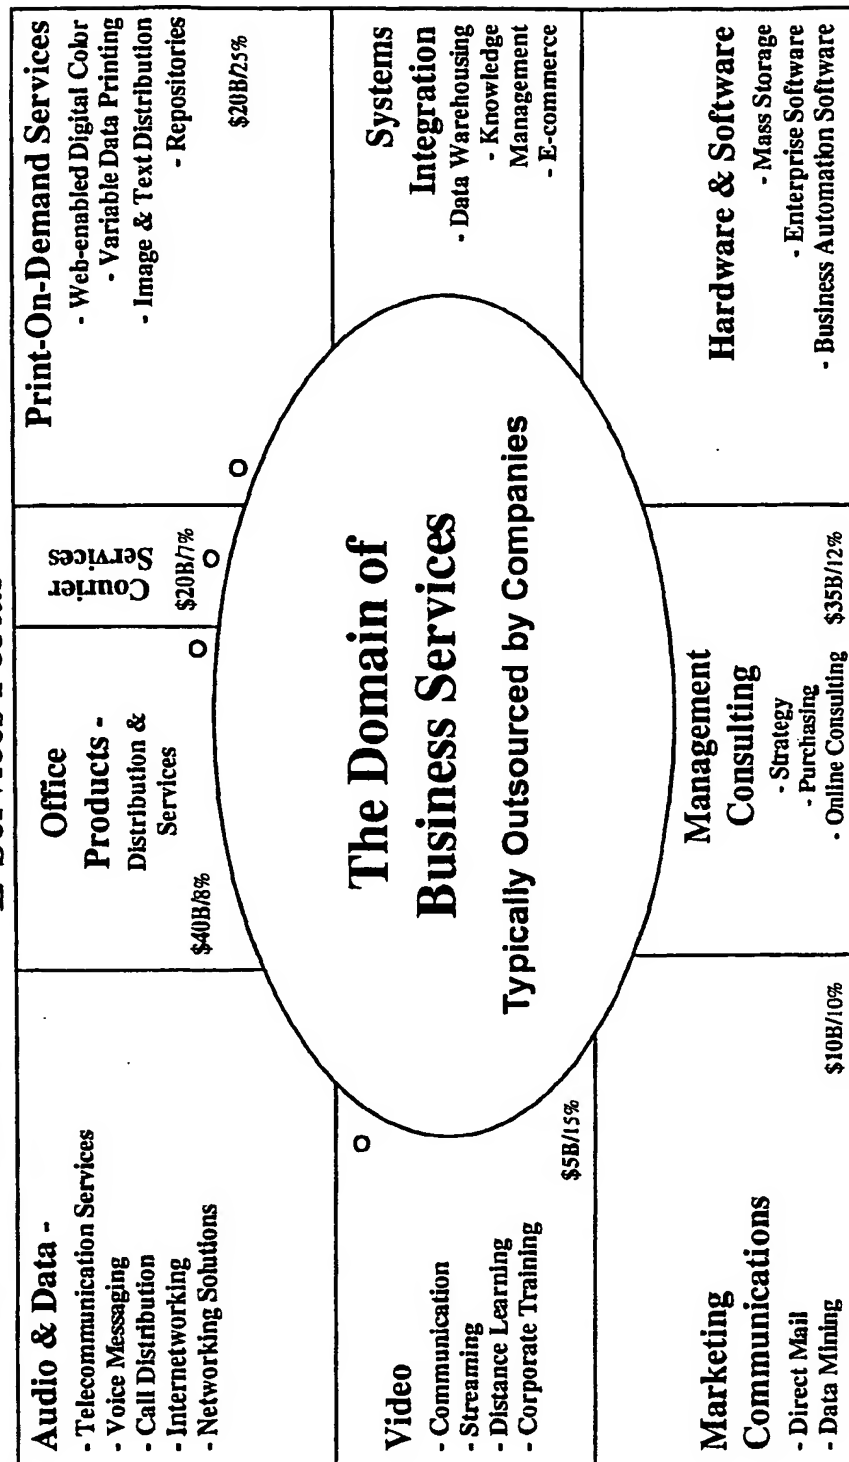 Audio & Data -
- Telecommunication Services
- Voice Messaging
- Call Distribution
- Internetworking
- Networking Solutions
Office
Products -
Distribution &
Services
$40B/8%
Courier
Services
$20B/7%
Print-On-Demand Services
- Web-enabled Digital Color
- Variable Data Printing
- Image & Text Distribution
- Repositories
$20B/25%
Video
- Communication
- Streaming
- Distance Learning
- Corporate Training
$5B/15%
The Domain of
Business Services
Typically Outsourced by Companies
Systems
Integration
- Data Warehousing
- Knowledge
Management
- E-commerce
Marketing
Communications
- Direct Mail
- Data Mining
$10B/10%
Management
Consulting
- Strategy
- Purchasing
- Online Consulting
$35B/12%
Hardware & Software
- Mass Storage
- Enterprise Software
- Business Automation Software